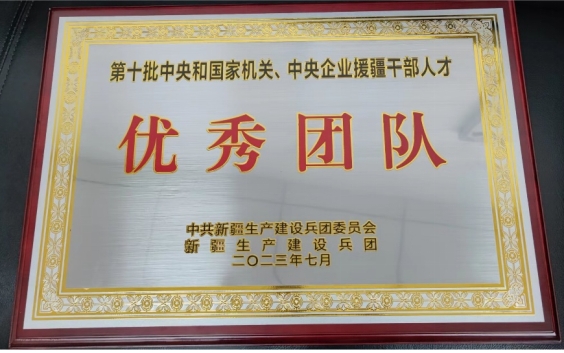 第十批中央和国家机关、中央企业援疆干部人才
优秀团队
中共新疆生产建设兵团委员会
新疆生产建设兵团
二〇二三年七月